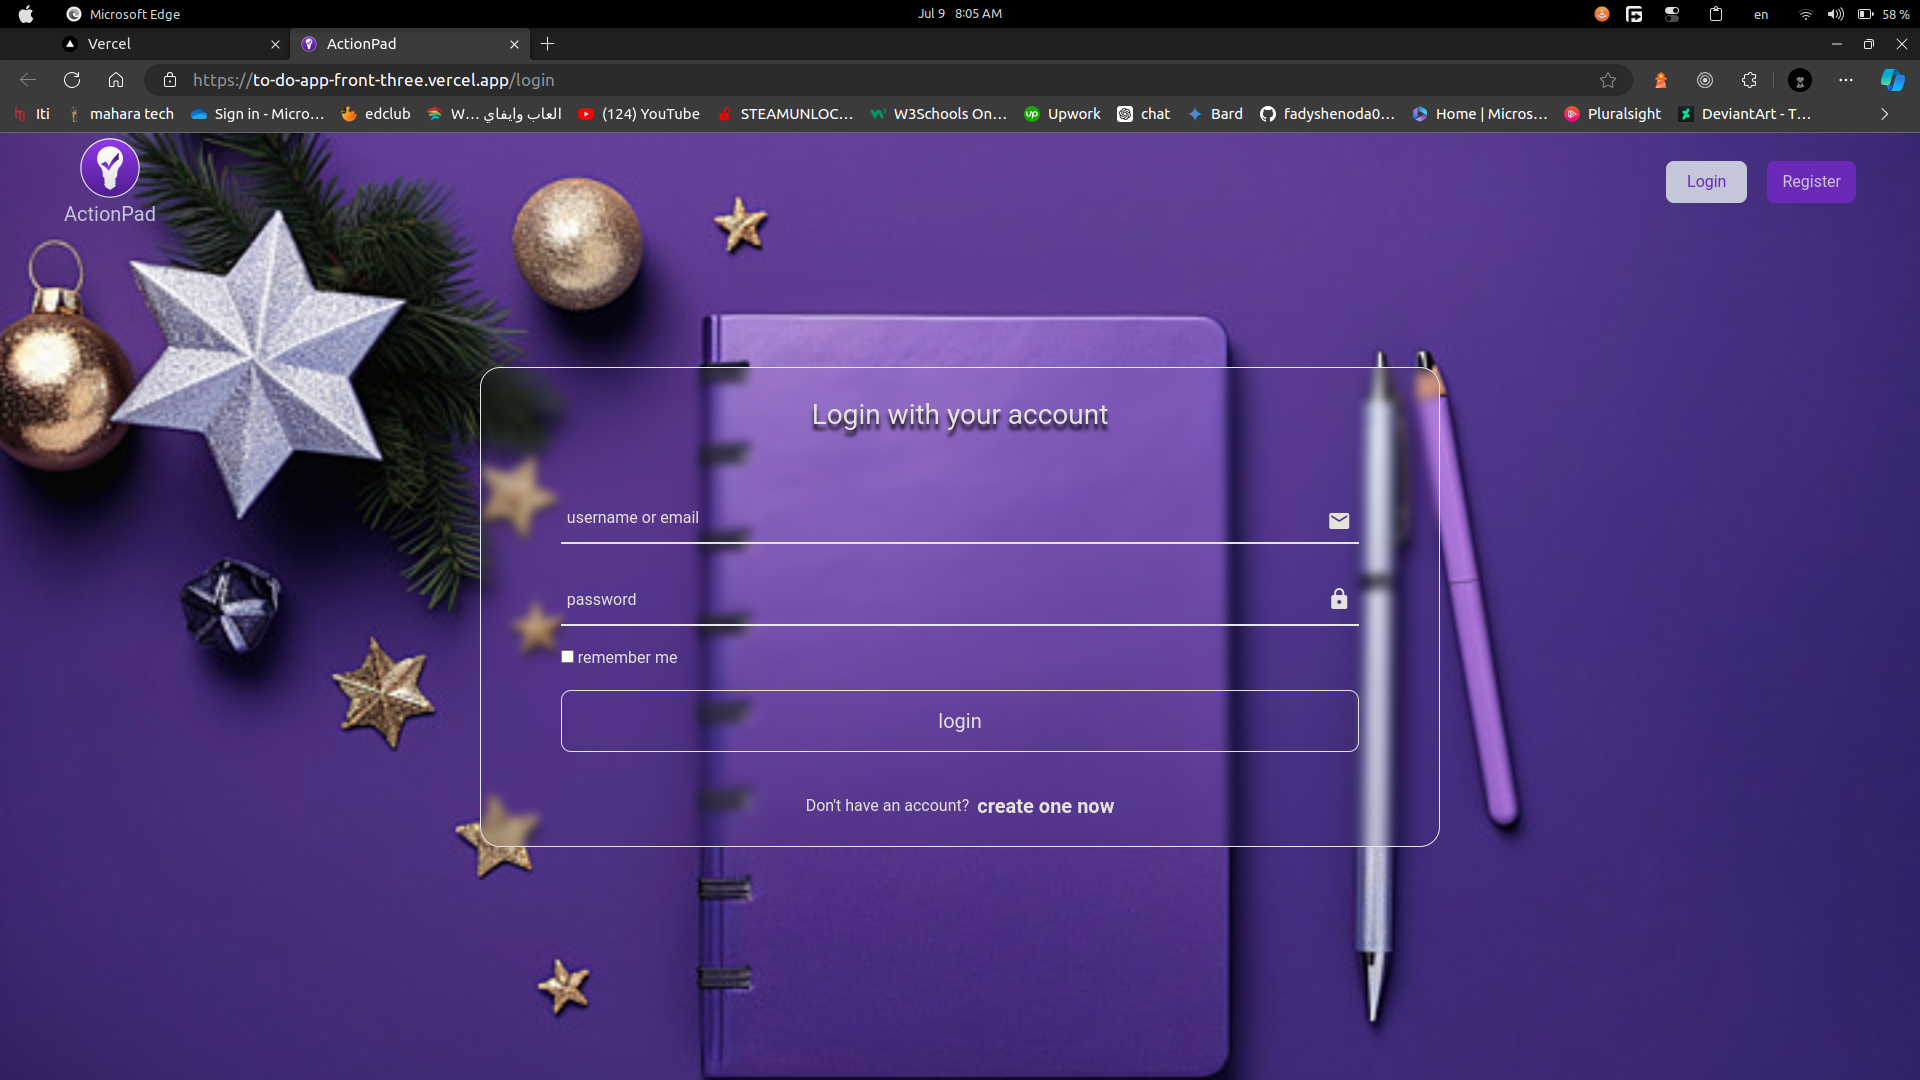 Microsoft Edge
Jul 9 8:05 AM
en
58 %
Vercel
ActionPad
https://to-do-app-front-three.vercel.app/login
Iti
mahara tech
Sign in - Micro...
edclub
العاب وايفاي ...W
(124) YouTube
STEAMUNLOC...
W3Schools On...
Upwork
chat
Bard
fadyshenoda0...
Home | Micros...
Pluralsight
DeviantArt - T...
ActionPad
Login
Register
Login with your account
username or email
password
remember me
login
Don't have an account? create one now